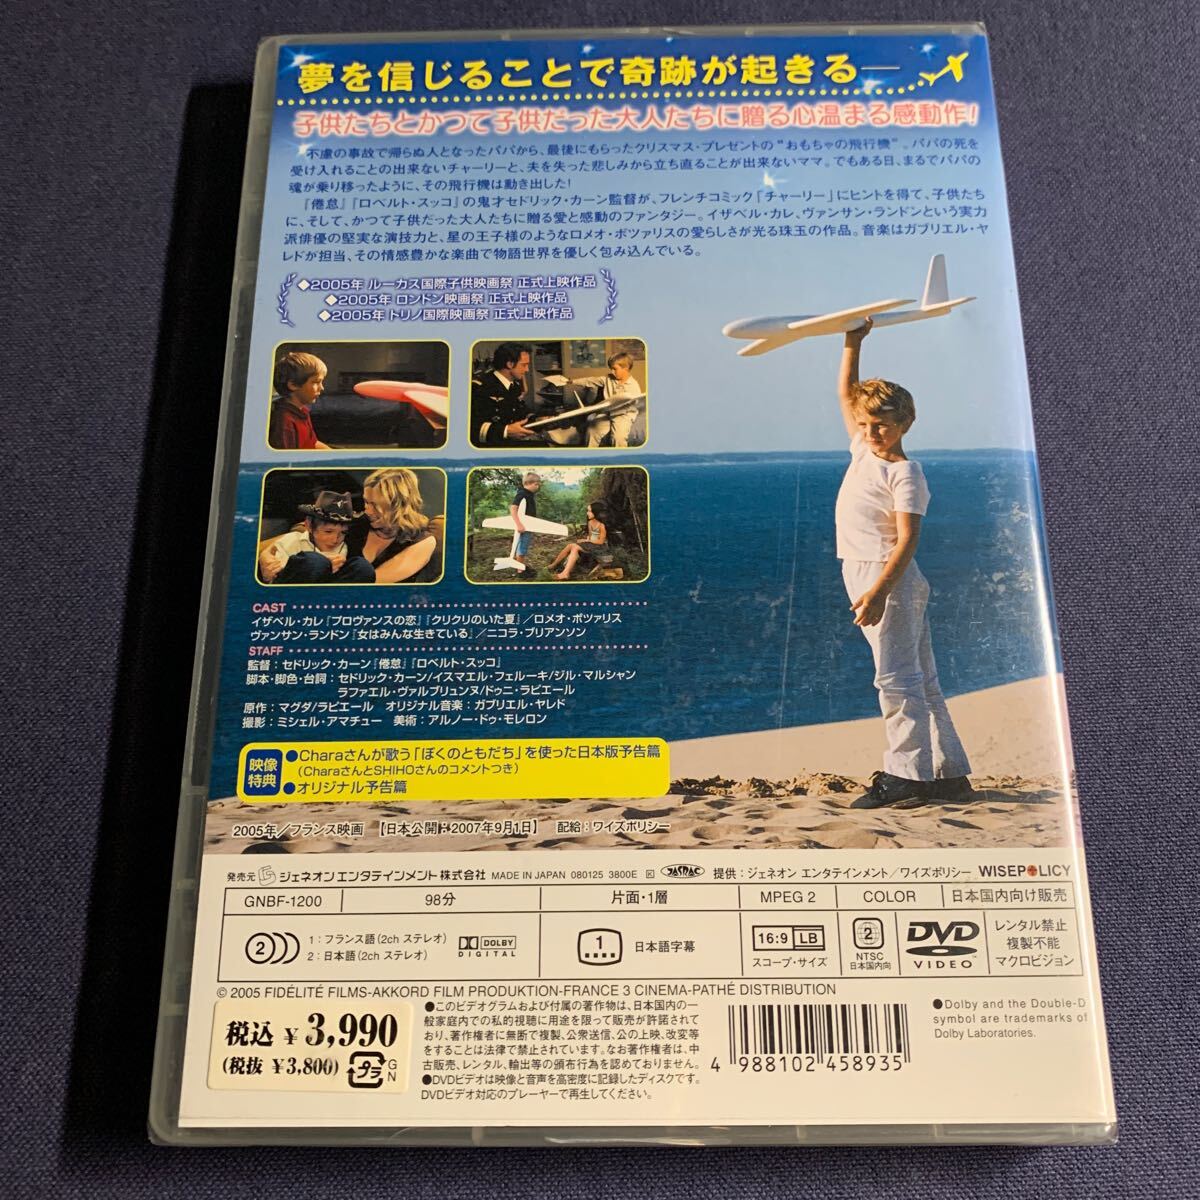 夢を信じることで奇跡が起きる—
子供たちとかつて子供だった大人たちに贈る心温まる感動作!
不慮の事故で帰らぬ人となったパパから、最後にもらったクリスマス・プレゼントの“おもちゃの飛行機”。パパの死を
受け入れることの出来ないチャーリーと、夫を失った悲しみから立ち直ることが出来ないママ。でもある日、まるでパパの
魂が乗り移ったように、その飛行機は動き出した!
『倦怠』『ロベルト・スッコ』の鬼才セドリック・カーン監督が、フレンチコミック「チャーリー」にヒントを得て、子供たち
に、そして、かつて子供だった大人たちに贈る愛と感動のファンタジー。イザベル・カレ、ヴァンサン・ランドンという実力
派俳優の堅実な演技力と、星の王子様のようなロメオ・ボツァリスの愛らしさが光る珠玉の作品。音楽はガブリエル・ヤ
レドが担当、その情感豊かな楽曲で物語世界を優しく包み込んでいる。
◆2005年 ルーカス国際子供映画祭 正式上映作品
◆2005年 ロンドン映画祭 正式上映作品
◆2005年 トリノ国際映画祭 正式上映作品
CAST
イザベル・カレ『プロヴァンスの恋』『クリクリのいた夏』/ロメオ・ボツァリス
ヴァンサン・ランドン『女はみんな生きている』/ニコラ・ブリアンソン
STAFF
監督:セドリック・カーン『倦怠』『ロベルト・スッコ』
脚本・脚色・台詞:セドリック・カーン/イスマエル・フェルーキ/ジル・マルシャン
ラファエル・ヴァルブリュンヌ/ドゥニ・ラピエール
原作:マグダ/ラピエール オリジナル音楽:ガブリエル・ヤレド
撮影:ミシェル・アマチュー 美術:アルノー・ドゥ・モレロン
映像特典
●Charaさんが歌う「ぼくのともだち」を使った日本版予告篇
(CharaさんとSHIHOさんのコメントつき)
●オリジナル予告篇
2005年/フランス映画 【日本公開:2007年9月1日】 配給:ワイズポリシー
発売元 ジェネオン エンタテインメント株式会社 MADE IN JAPAN 080125 3800E K JASRAC 提供:ジェネオン エンタテインメント/ワイズポリシー WISEPOLICY
GNBF-1200 98分 片面・1層 MPEG 2 COLOR 日本国内向け販売
2 1:フランス語(2ch ステレオ)
2:日本語(2ch ステレオ)
DOLBY DIGITAL
1 日本語字幕
16:9 LB
スコープ・サイズ
2
NTSC
日本国内向
DVD VIDEO
レンタル禁止
複製不能
マクロビジョン
© 2005 FIDÉLITÉ FILMS-AKKORD FILM PRODUKTION-FRANCE 3 CINEMA-PATHÉ DISTRIBUTION
税込 ¥3,990
(税抜 ¥3,800)
プラ
G
N
●このビデオグラムおよび付属の著作物は、日本国内の一
般家庭内での私的視聴に用途を限って販売が許諾されて
おり、著作権者に無断で複製、公衆送信、公の上映、改変等
をすることは法律で禁止されています。なお著作権者は、中
古販売、レンタル、輸出等の頒布行為を認めておりません。
●DVDビデオは映像と音声を高密度に記録したディスクです。
DVDビデオ対応のプレーヤーで再生してください。
4 988102 458935
●Dolby and the Double-D
symbol are trademarks of
Dolby Laboratories.